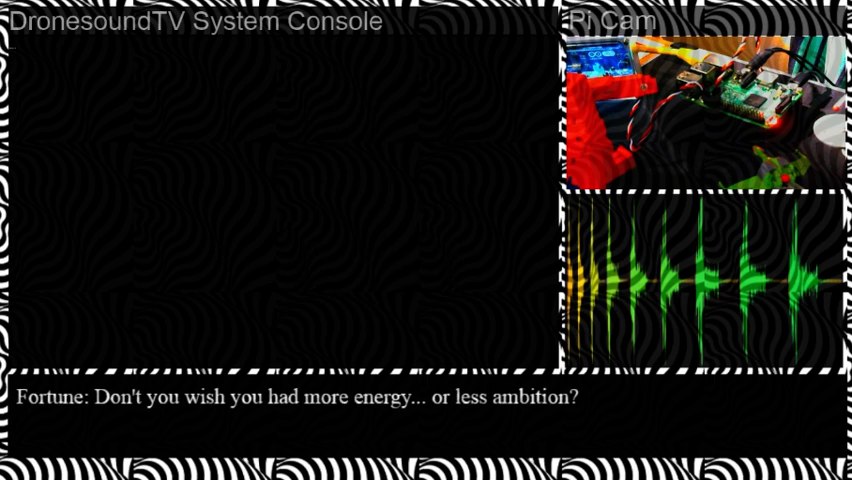 DronesoundTV System Console
Pi Cam
Fortune: Don't you wish you had more energy... or less ambition?